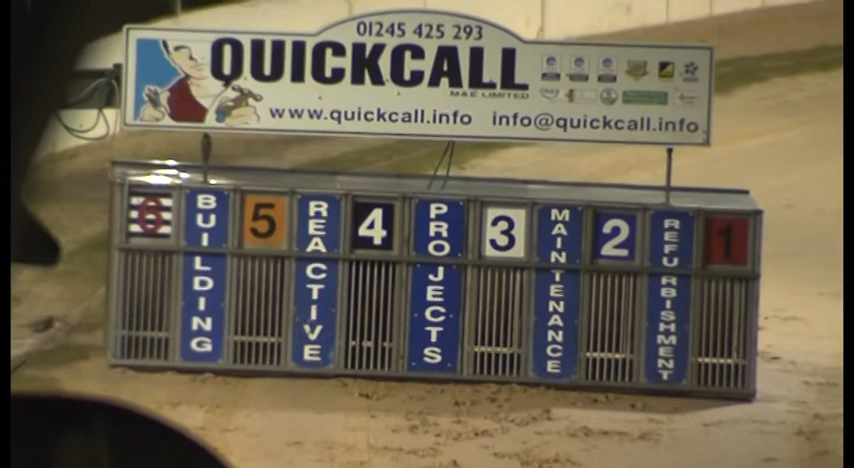 01245 425 293
QUICKCALL
M&E LIMITED
www.quickcall.info info@quickcall.info
6
BUILDING
5
REACTIVE
4
PROJECTS
3
MAINTENANCE
2
REFURBISHMENT
1